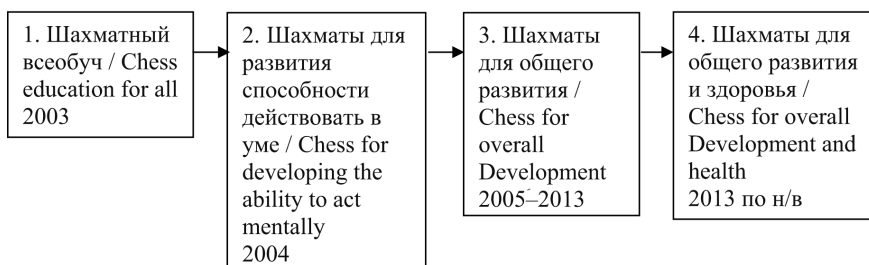 1. Шахматный
всеобуч / Chess
education for all
2003
2. Шахматы для
развития
способности
действовать в
уме / Chess for
developing the
ability to act
mentally
2004
3. Шахматы
для общего
развития /
Chess for
overall
Development
2005–2013
4. Шахматы для
общего развития
и здоровья /
Chess for overall
Development and
health
2013 по н/в